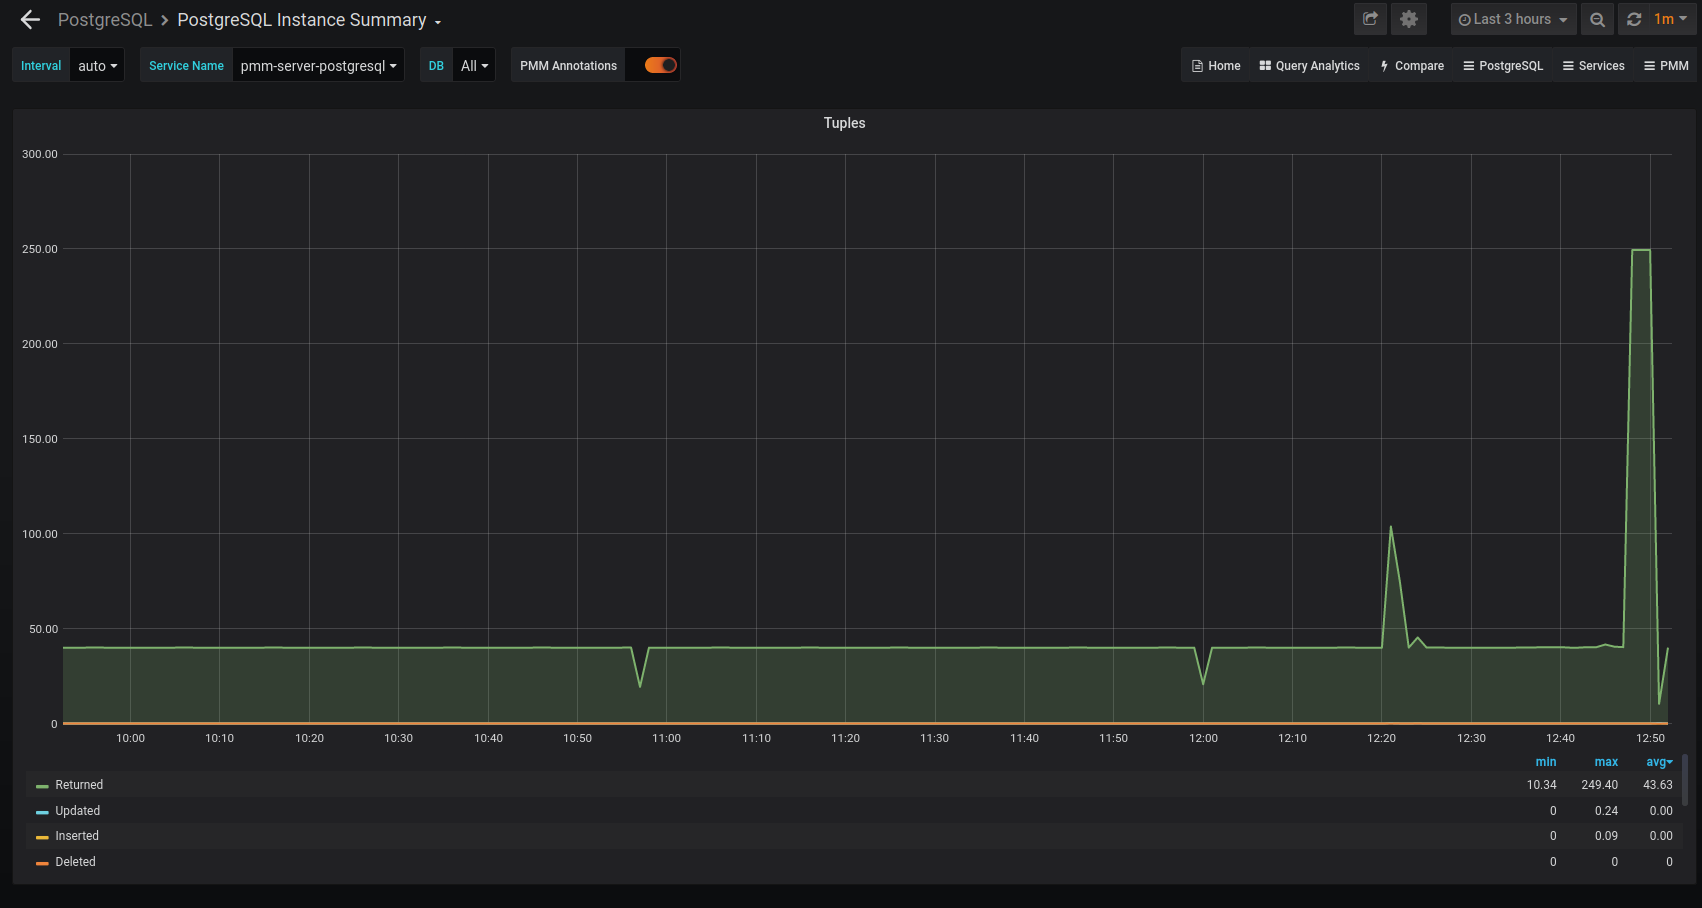 PostgreSQL > PostgreSQL Instance Summary
Last 3 hours 1m
Interval auto Service Name pmm-server-postgresql DB All PMM Annotations Home Query Analytics Compare PostgreSQL Services PMM
Tuples
300.00
250.00
200.00
150.00
100.00
50.00
0
10:00 10:10 10:20 10:30 10:40 10:50 11:00 11:10 11:20 11:30 11:40 11:50 12:00 12:10 12:20 12:30 12:40 12:50
min max avg
Returned 10.34 249.40 43.63
Updated 0 0.24 0.00
Inserted 0 0.09 0.00
Deleted 0 0 0